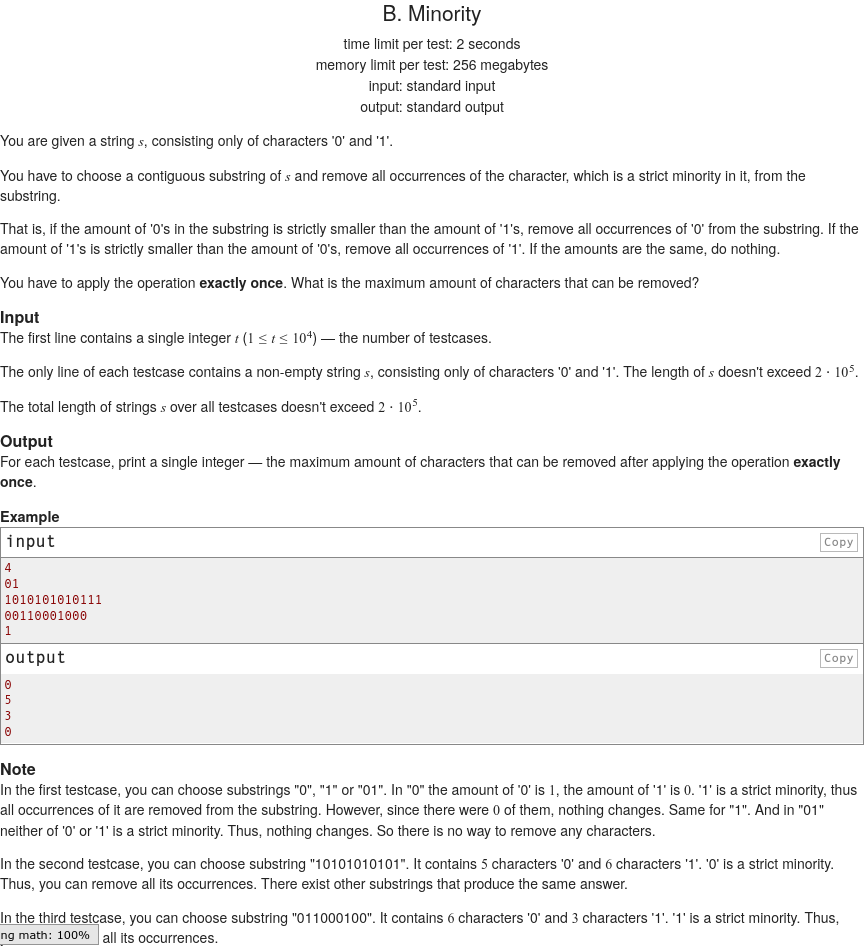 B. Minority
time limit per test: 2 seconds
memory limit per test: 256 megabytes
input: standard input
output: standard output
You are given a string s, consisting only of characters '0' and '1'.
You have to choose a contiguous substring of s and remove all occurrences of the character, which is a strict minority in it, from the
substring.
That is, if the amount of '0's in the substring is strictly smaller than the amount of '1's, remove all occurrences of '0' from the substring. If the
amount of '1's is strictly smaller than the amount of '0's, remove all occurrences of '1'. If the amounts are the same, do nothing.
You have to apply the operation exactly once. What is the maximum amount of characters that can be removed?
Input
The first line contains a single integer t (1 ≤ t ≤ 10⁴) — the number of testcases.
The only line of each testcase contains a non-empty string s, consisting only of characters '0' and '1'. The length of s doesn't exceed 2 · 10⁵.
The total length of strings s over all testcases doesn't exceed 2 · 10⁵.
Output
For each testcase, print a single integer — the maximum amount of characters that can be removed after applying the operation exactly
once.
Example
input Copy
4
01
1010101010111
00110001000
1
output Copy
0
5
3
0
Note
In the first testcase, you can choose substrings "0", "1" or "01". In "0" the amount of '0' is 1, the amount of '1' is 0. '1' is a strict minority, thus
all occurrences of it are removed from the substring. However, since there were 0 of them, nothing changes. Same for "1". And in "01"
neither of '0' or '1' is a strict minority. Thus, nothing changes. So there is no way to remove any characters.
In the second testcase, you can choose substring "10101010101". It contains 5 characters '0' and 6 characters '1'. '0' is a strict minority.
Thus, you can remove all its occurrences. There exist other substrings that produce the same answer.
In the third testcase, you can choose substring "011000100". It contains 6 characters '0' and 3 characters '1'. '1' is a strict minority. Thus,
ng math: 100% all its occurrences.